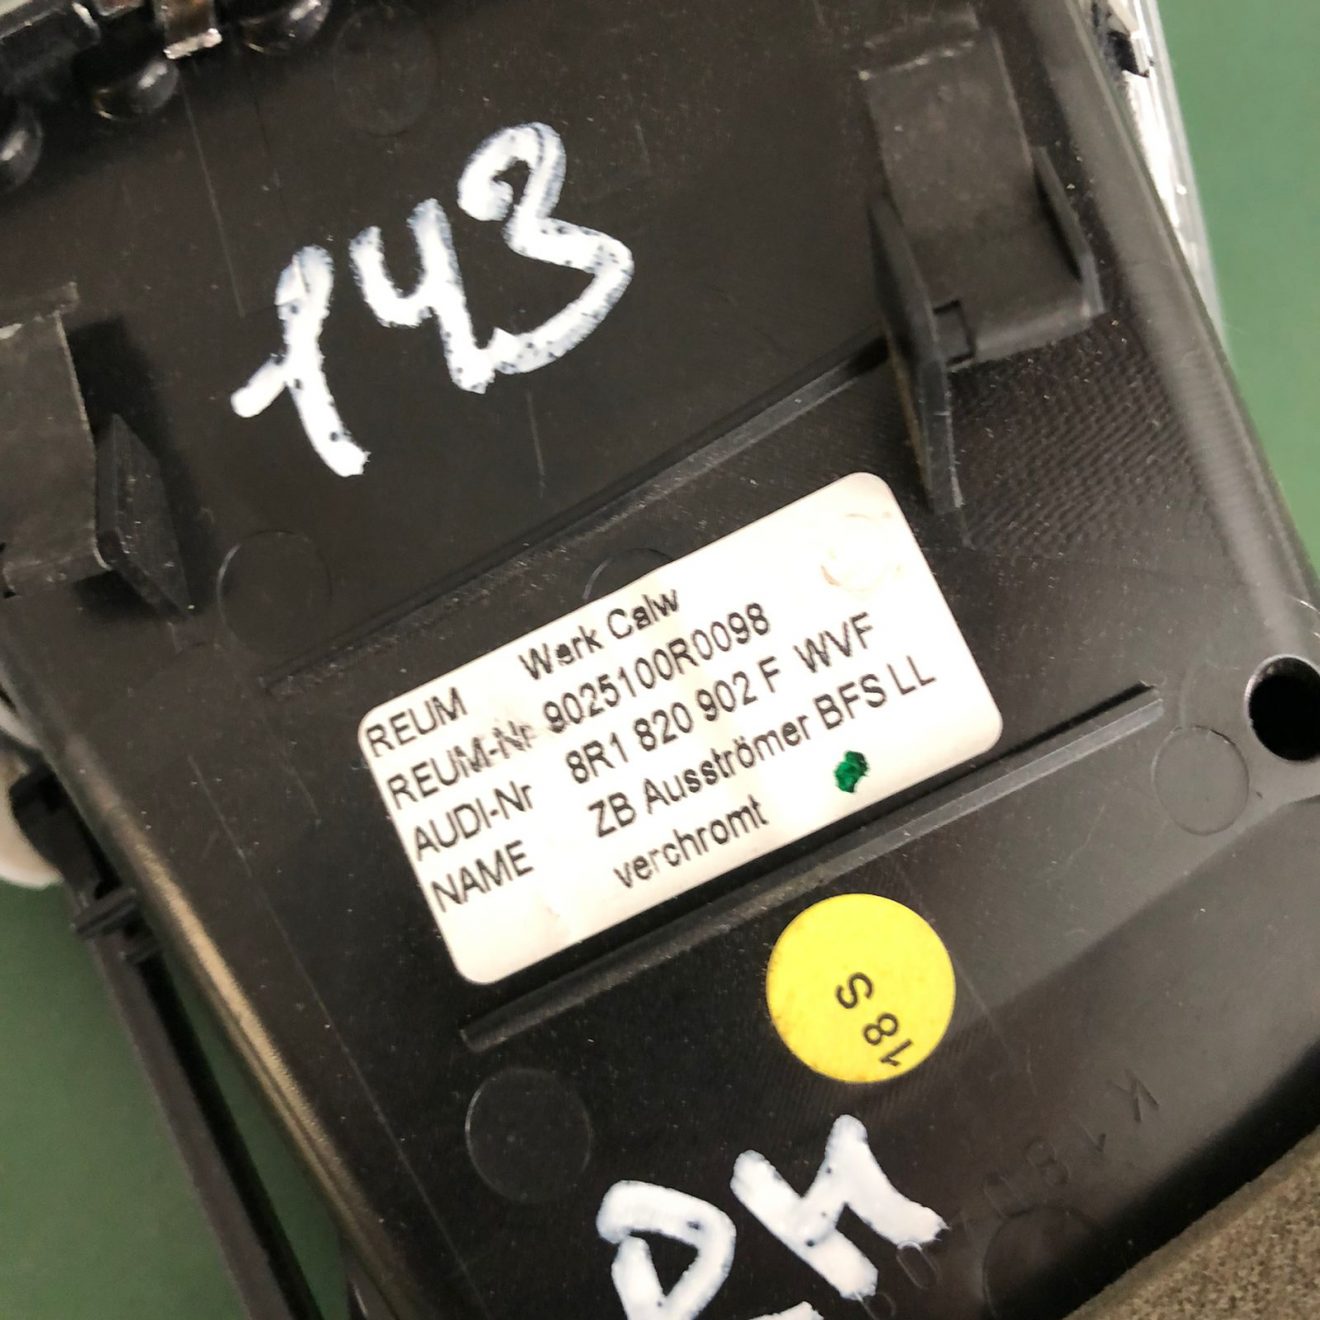 143
REUM Werk Calw
REUM-Nr 9025100R0098
AUDI-Nr 8R1 820 902 F WVF
NAME ZB Ausströmer BFS LL
verchromt
18 S